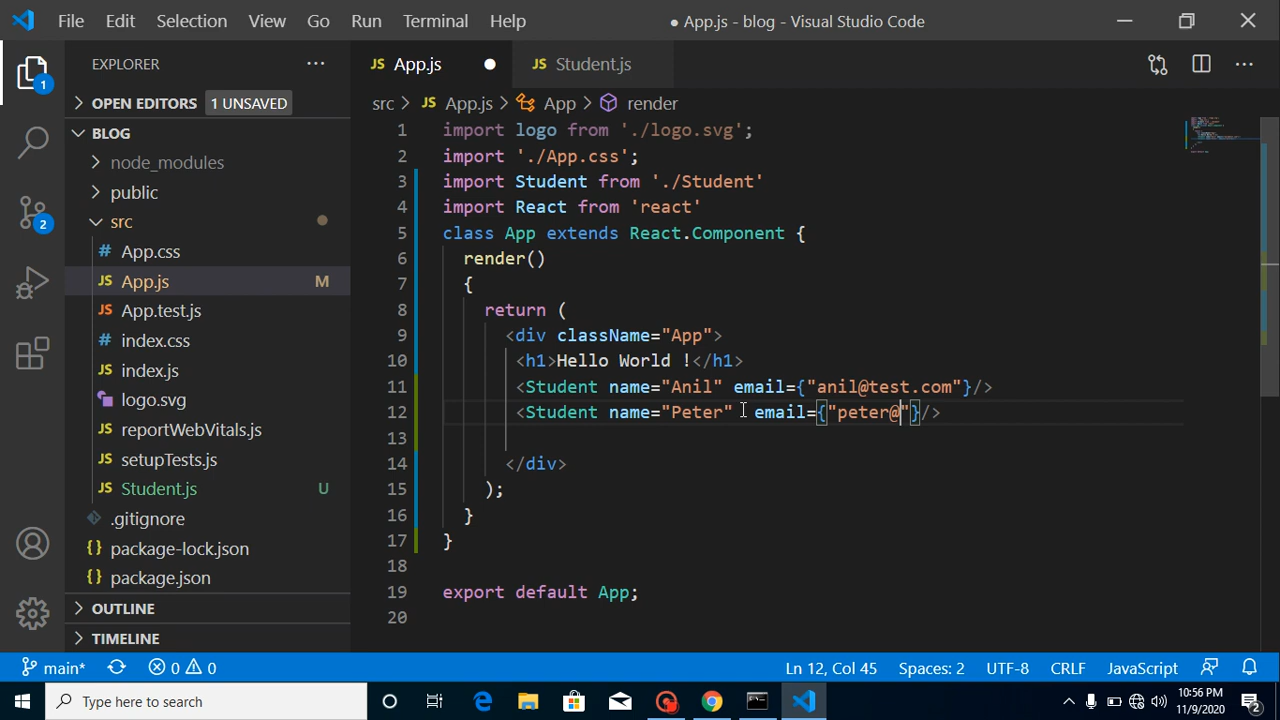 File Edit Selection View Go Run Terminal Help
● App.js - blog - Visual Studio Code
EXPLORER
OPEN EDITORS 1 UNSAVED
BLOG
node_modules
public
src
App.css
App.js M
App.test.js
index.css
index.js
logo.svg
reportWebVitals.js
setupTests.js
Student.js U
.gitignore
package-lock.json
package.json
OUTLINE
TIMELINE
1
2
JS App.js
JS Student.js
src > JS App.js > App > render
1 import logo from './logo.svg';
2 import './App.css';
3 import Student from './Student'
4 import React from 'react'
5 class App extends React.Component {
6 render()
7 {
8 return (
9 <div className="App">
10 <h1>Hello World !</h1>
11 <Student name="Anil" email={"anil@test.com"}/>
12 <Student name="Peter" email={"peter@"}/>
13
14 </div>
15 );
16 }
17 }
18
19 export default App;
20
main* 0 0 Ln 12, Col 45 Spaces: 2 UTF-8 CRLF JavaScript
Type here to search
10:56 PM
11/9/2020
2